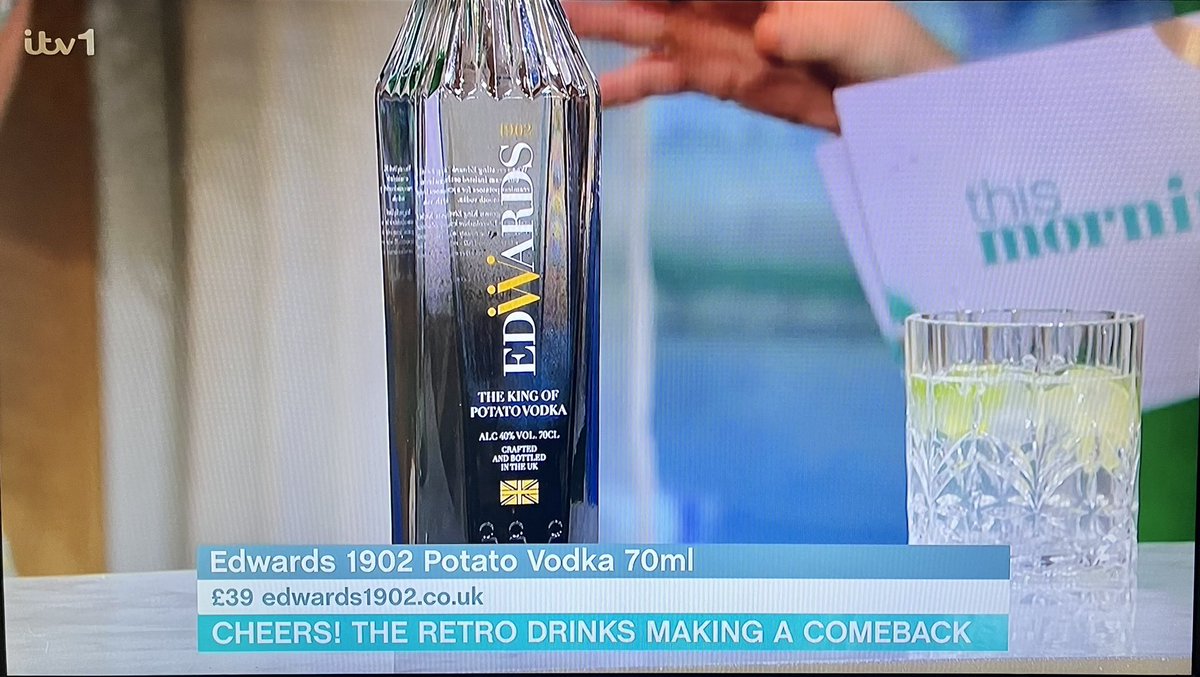 itv1
1902
EDWARDS
THE KING OF
POTATO VODKA
ALC 40% VOL. 70CL
CRAFTED
AND BOTTLED
IN THE UK
this
morni
Edwards 1902 Potato Vodka 70ml
£39 edwards1902.co.uk
CHEERS! THE RETRO DRINKS MAKING A COMEBACK